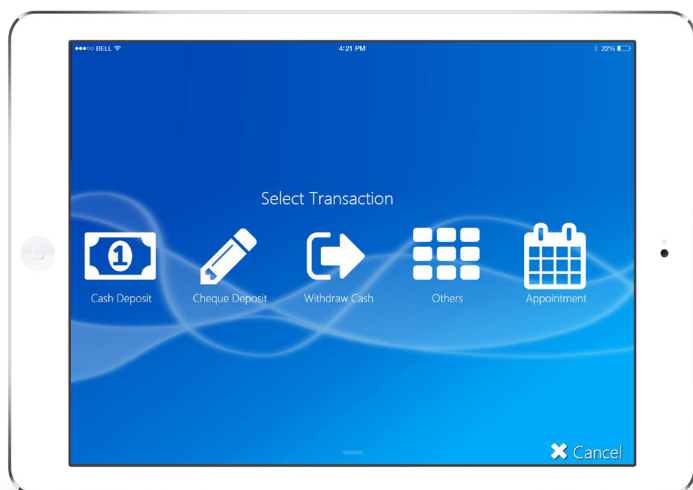 ●●●○○ BELL 4:21 PM 22%
Select Transaction
1
Cash Deposit Cheque Deposit Withdraw Cash Others Appointment
Cancel